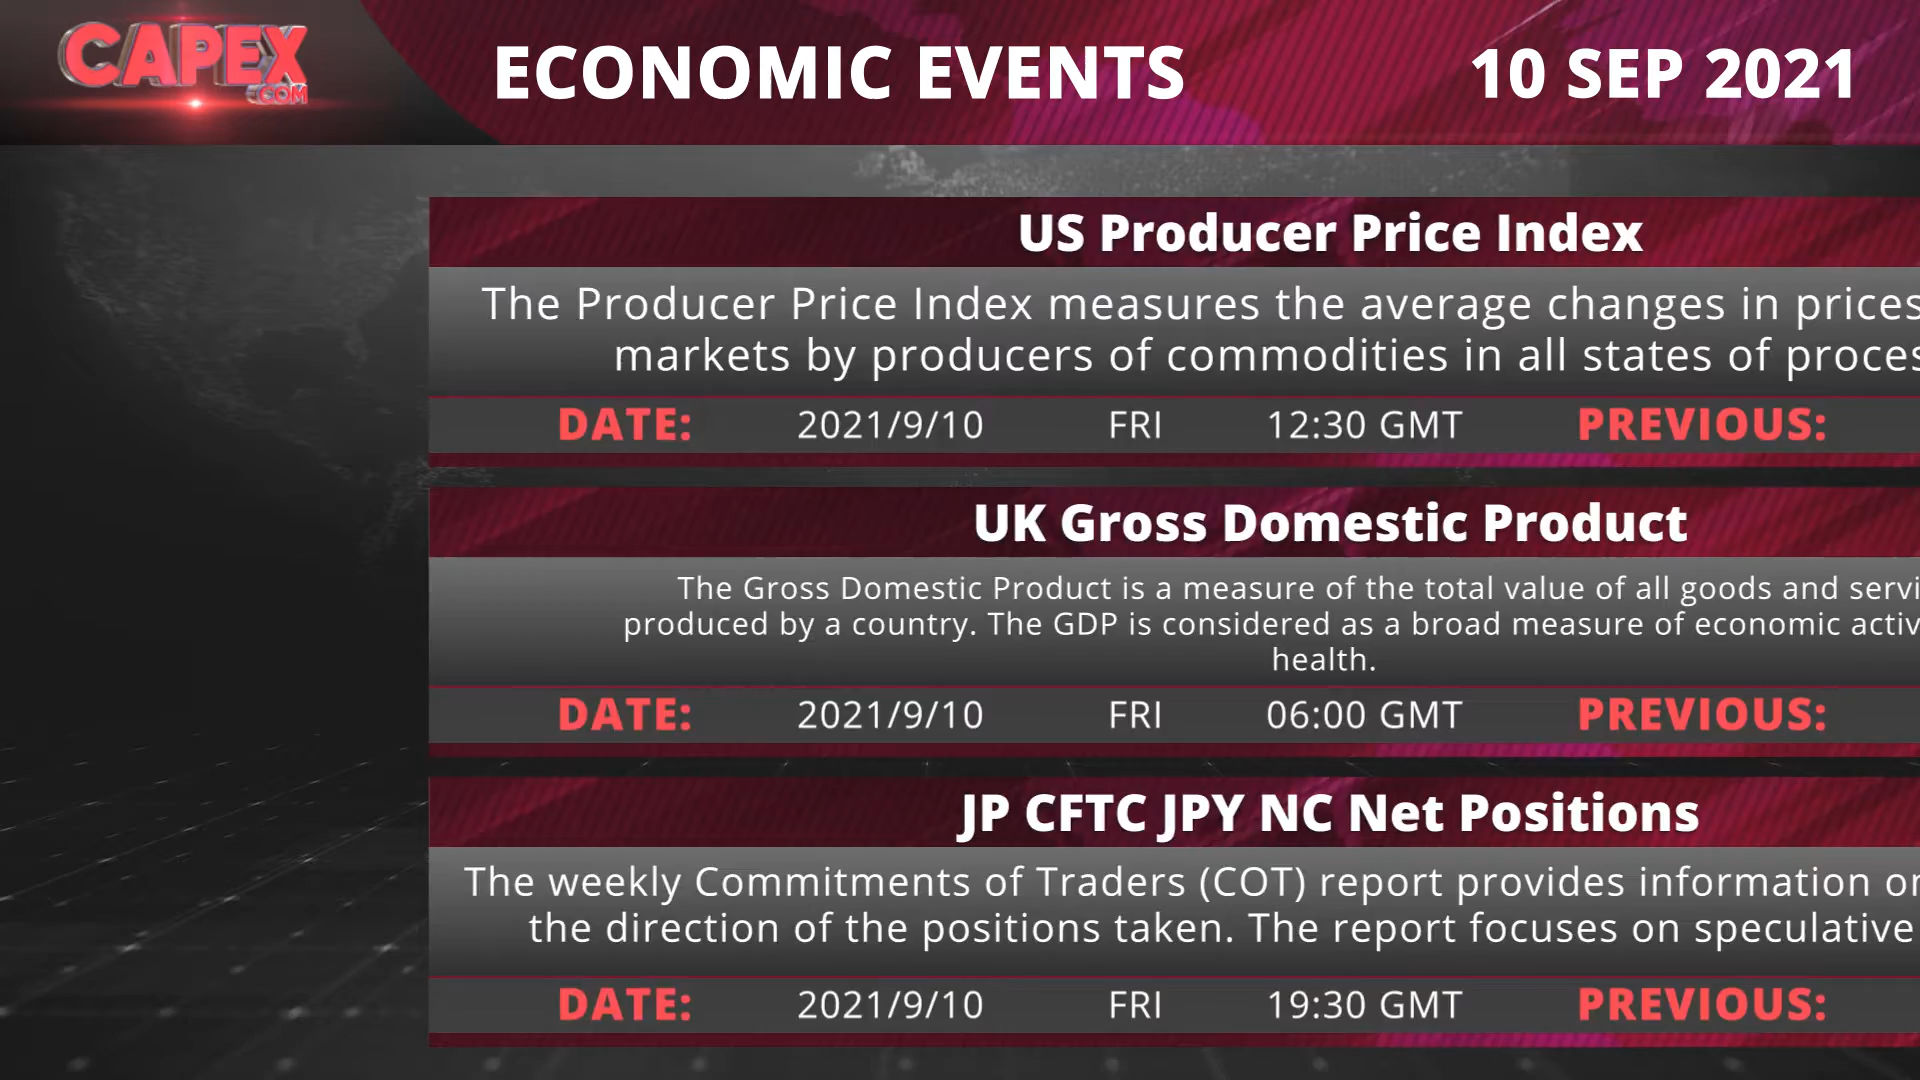 CAPEX
.COM
ECONOMIC EVENTS
10 SEP 2021
US Producer Price Index
The Producer Price Index measures the average changes in prices
markets by producers of commodities in all states of proces
DATE: 2021/9/10 FRI 12:30 GMT PREVIOUS:
UK Gross Domestic Product
The Gross Domestic Product is a measure of the total value of all goods and servi
produced by a country. The GDP is considered as a broad measure of economic activ
health.
DATE: 2021/9/10 FRI 06:00 GMT PREVIOUS:
JP CFTC JPY NC Net Positions
The weekly Commitments of Traders (COT) report provides information
the direction of the positions taken. The report focuses on speculative
DATE: 2021/9/10 FRI 19:30 GMT PREVIOUS: